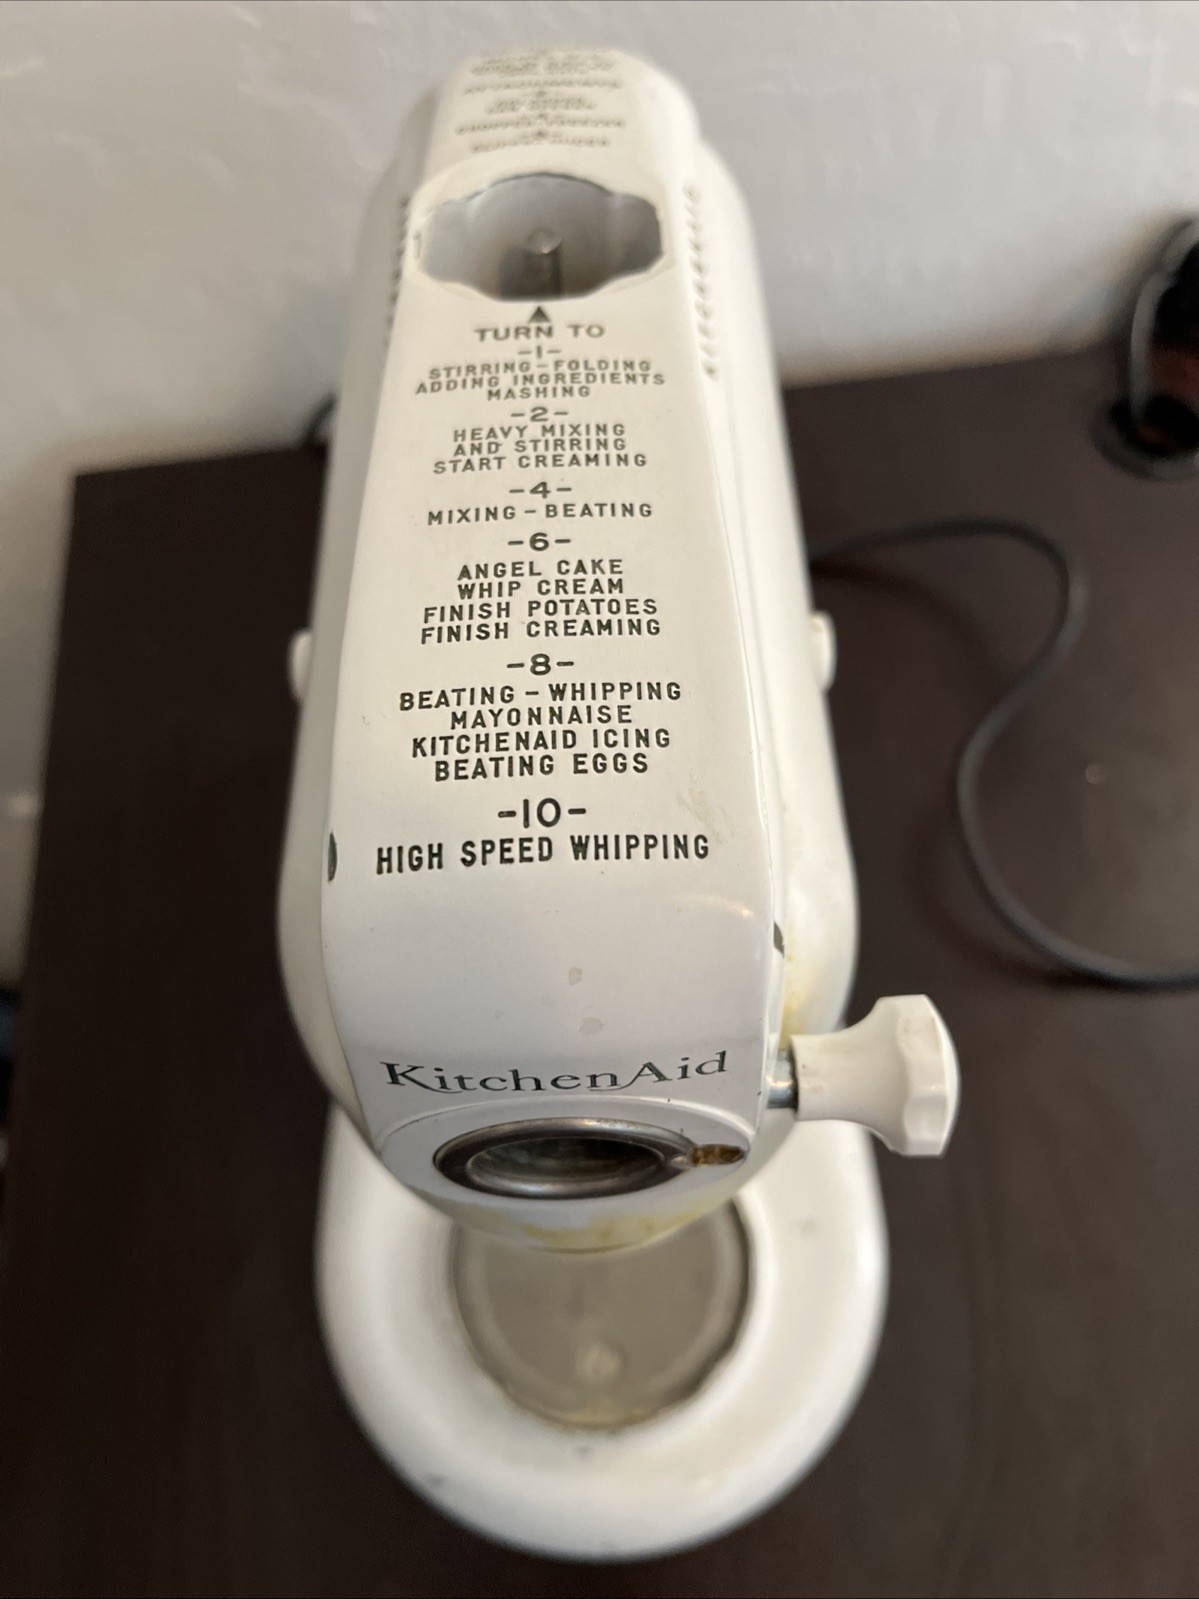 TURN TO
-1-
STIRRING-FOLDING
ADDING INGREDIENTS
MASHING
-2-
HEAVY MIXING
AND STIRRING
START CREAMING
-4-
MIXING-BEATING
-6-
ANGEL CAKE
WHIP CREAM
FINISH POTATOES
FINISH CREAMING
-8-
BEATING-WHIPPING
MAYONNAISE
KITCHENAID ICING
BEATING EGGS
-10-
HIGH SPEED WHIPPING
KitchenAid